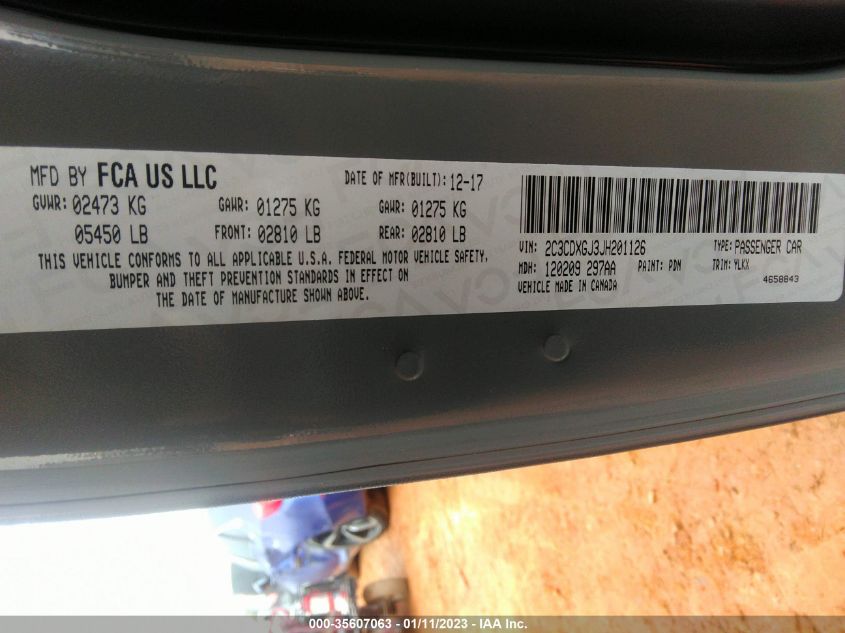 MFD BY FCA US LLC
DATE OF MFR(BUILT): 12-17
GVWR: 02473 KG GAWR: 01275 KG GAWR: 01275 KG
05450 LB FRONT: 02810 LB REAR: 02810 LB
THIS VEHICLE CONFORMS TO ALL APPLICABLE U.S.A. FEDERAL MOTOR VEHICLE SAFETY,
BUMPER AND THEFT PREVENTION STANDARDS IN EFFECT ON
THE DATE OF MANUFACTURE SHOWN ABOVE.
VIN: 2C3CDXGJ3JH201126 TYPE: PASSENGER CAR
MDH: 120209 297AA PAINT: PDN TRIM: YLKX
VEHICLE MADE IN CANADA 4658843
000-35607063 - 01/11/2023 - IAA Inc.